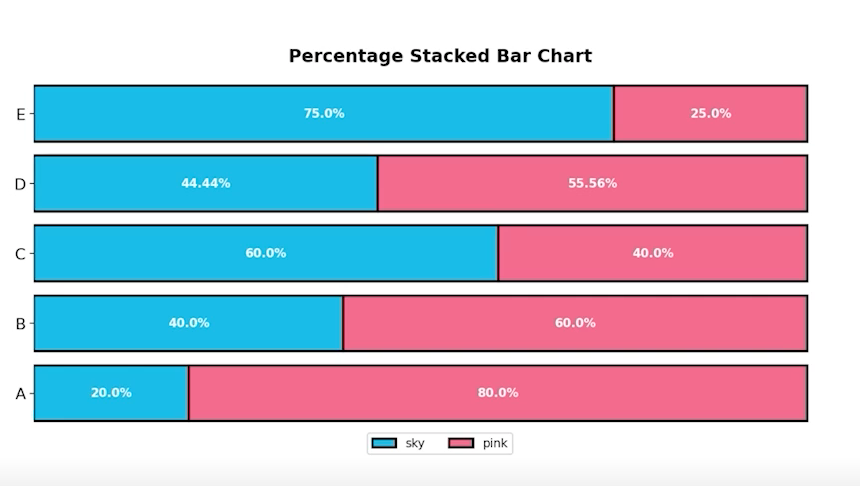 Percentage Stacked Bar Chart
E 75.0% 25.0%
D 44.44% 55.56%
C 60.0% 40.0%
B 40.0% 60.0%
A 20.0% 80.0%
sky pink